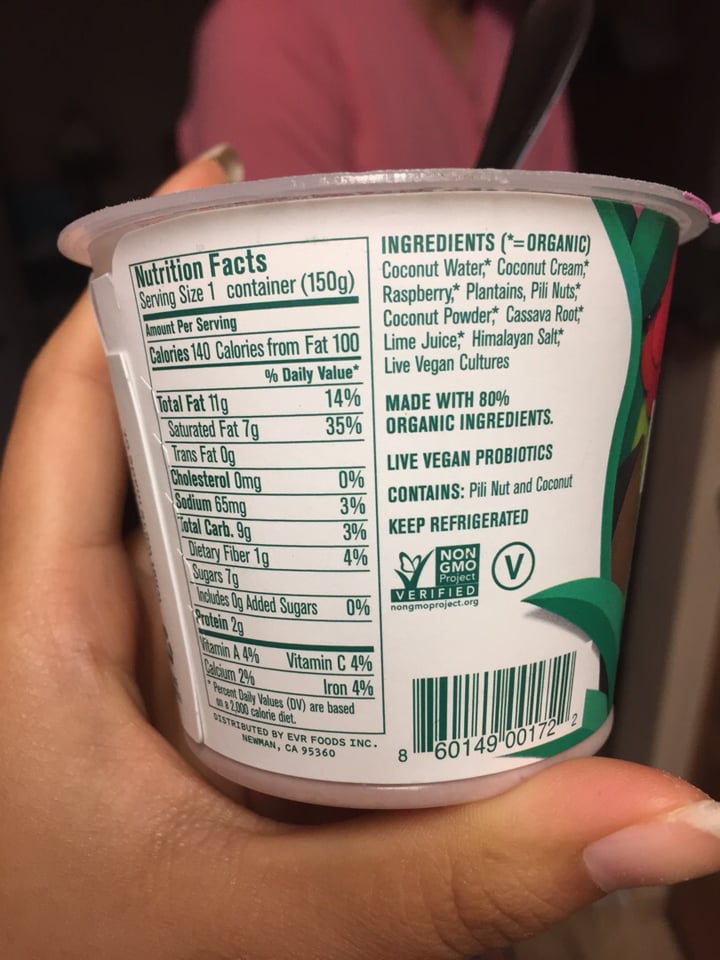 Nutrition Facts
Serving Size 1 container (150g)
Amount Per Serving
Calories 140 Calories from Fat 100
% Daily Value*
Total Fat 11g 14%
Saturated Fat 7g 35%
Trans Fat 0g
Cholesterol 0mg 0%
Sodium 65mg 3%
Total Carb. 9g 3%
Dietary Fiber 1g 4%
Sugars 7g
Includes 0g Added Sugars 0%
Protein 2g
Vitamin A 4% Vitamin C 4%
Calcium 2% Iron 4%
* Percent Daily Values (DV) are based
on a 2,000 calorie diet.
DISTRIBUTED BY EVR FOODS INC.
NEWMAN, CA 95360
INGREDIENTS (*=ORGANIC)
Coconut Water,* Coconut Cream,*
Raspberry,* Plantains, Pili Nuts,*
Coconut Powder,* Cassava Root,*
Lime Juice,* Himalayan Salt,*
Live Vegan Cultures
MADE WITH 80%
ORGANIC INGREDIENTS.
LIVE VEGAN PROBIOTICS
CONTAINS: Pili Nut and Coconut
KEEP REFRIGERATED
NON
GMO
Project
VERIFIED
nongmoproject.org
V
8 60149 00172 2